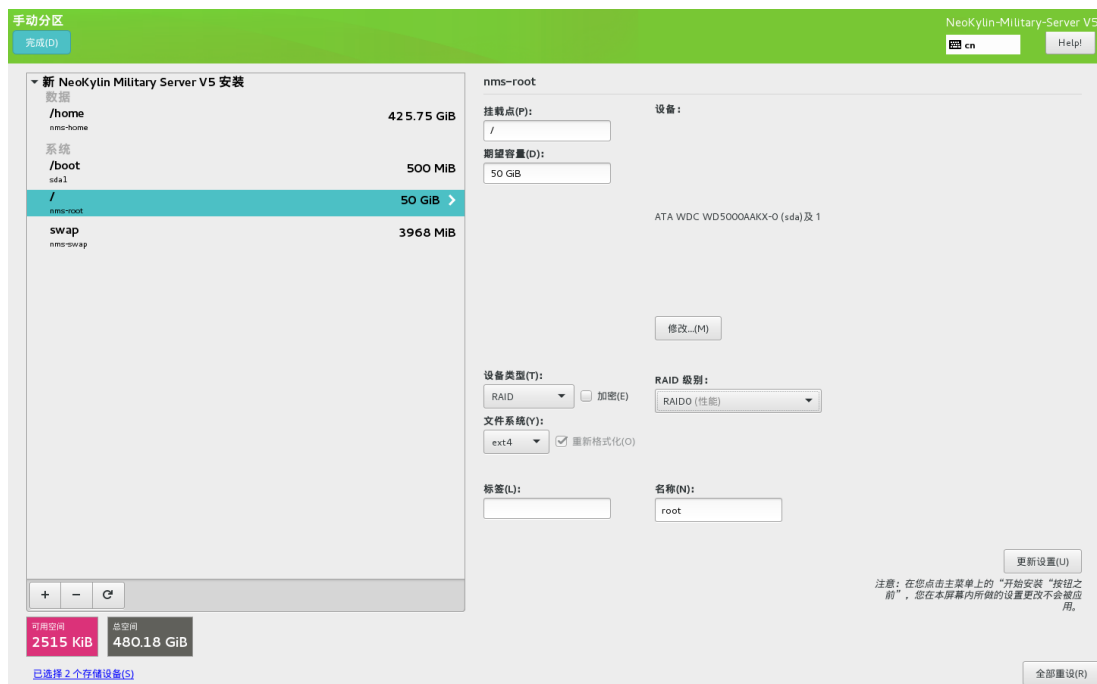 手动分区
NeoKylin-Military-Server V5
完成(D)
cn
Help!
新 NeoKylin Military Server V5 安装
数据
/home
425.75 GiB
nms-home
系统
/boot
500 MiB
sda1
/
50 GiB
nms-root
swap
3968 MiB
nms-swap
nms-root
挂载点(P):
/
期望容量(D):
50 GiB
设备:
ATA WDC WD5000AAKX-0 (sda)及 1
修改...(M)
设备类型(T):
RAID
加密(E)
RAID 级别:
RAID0 (性能)
文件系统(Y):
ext4
重新格式化(O)
标签(L):
名称(N):
root
更新设置(U)
注意: 在您点击主菜单上的 “开始安装 “按钮之
前”, 您在本屏幕内所做的设置更改不会被应
用。
+
-
可用空间
2515 KiB
总空间
480.18 GiB
已选择 2 个存储设备(S)
全部重设(R)